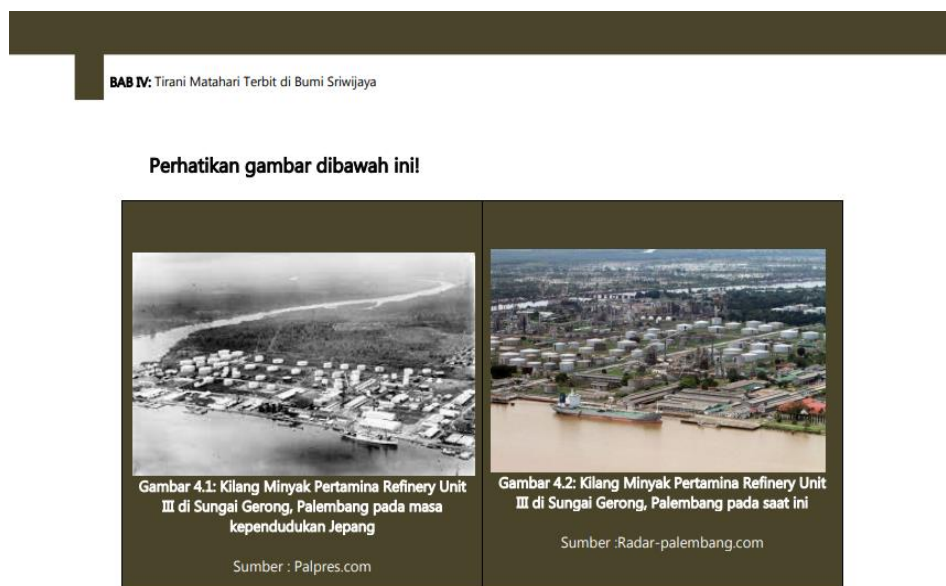 BAB IV: Tirani Matahari Terbit di Bumi Sriwijaya
Perhatikan gambar dibawah ini!
Gambar 4.1: Kilang Minyak Pertamina Refinery Unit
III di Sungai Gerong, Palembang pada masa
kependudukan Jepang
Sumber : Palpres.com
Gambar 4.2: Kilang Minyak Pertamina Refinery Unit
III di Sungai Gerong, Palembang pada saat ini
Sumber :Radar-palembang.com